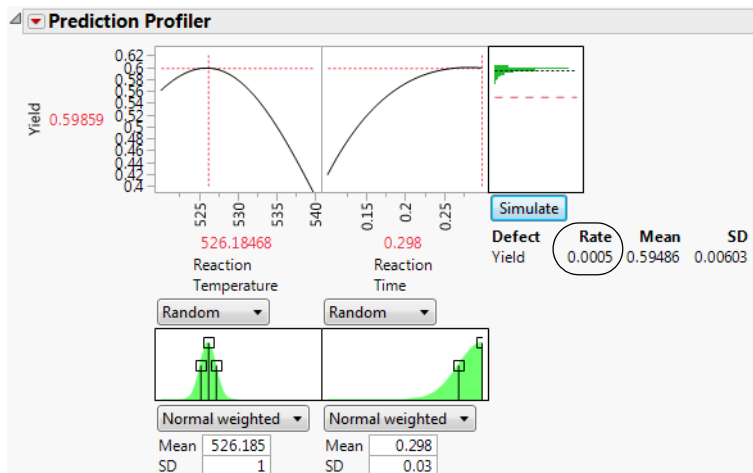 Prediction Profiler
Yield
0.59859
0.62
0.6
0.58
0.56
0.54
0.52
0.5
0.48
0.46
0.44
0.42
0.4
525
530
535
540
0.15
0.2
0.25
526.18468
Reaction
Temperature
0.298
Reaction
Time
Simulate
Defect Rate Mean SD
Yield 0.0005 0.59486 0.00603
Random Random
Normal weighted Normal weighted
Mean 526.185 Mean 0.298
SD 1 SD 0.03